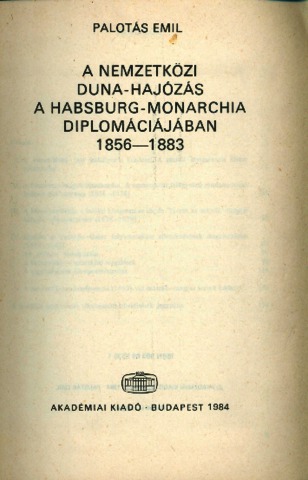 PALOTÁS EMIL
A NEMZETKÖZI
DUNA-HAJÓZÁS
A HABSBURG-MONARCHIA
DIPLOMÁCIÁJÁBAN
1856—1883
AKADÉMIAI KIADÓ · BUDAPEST 1984